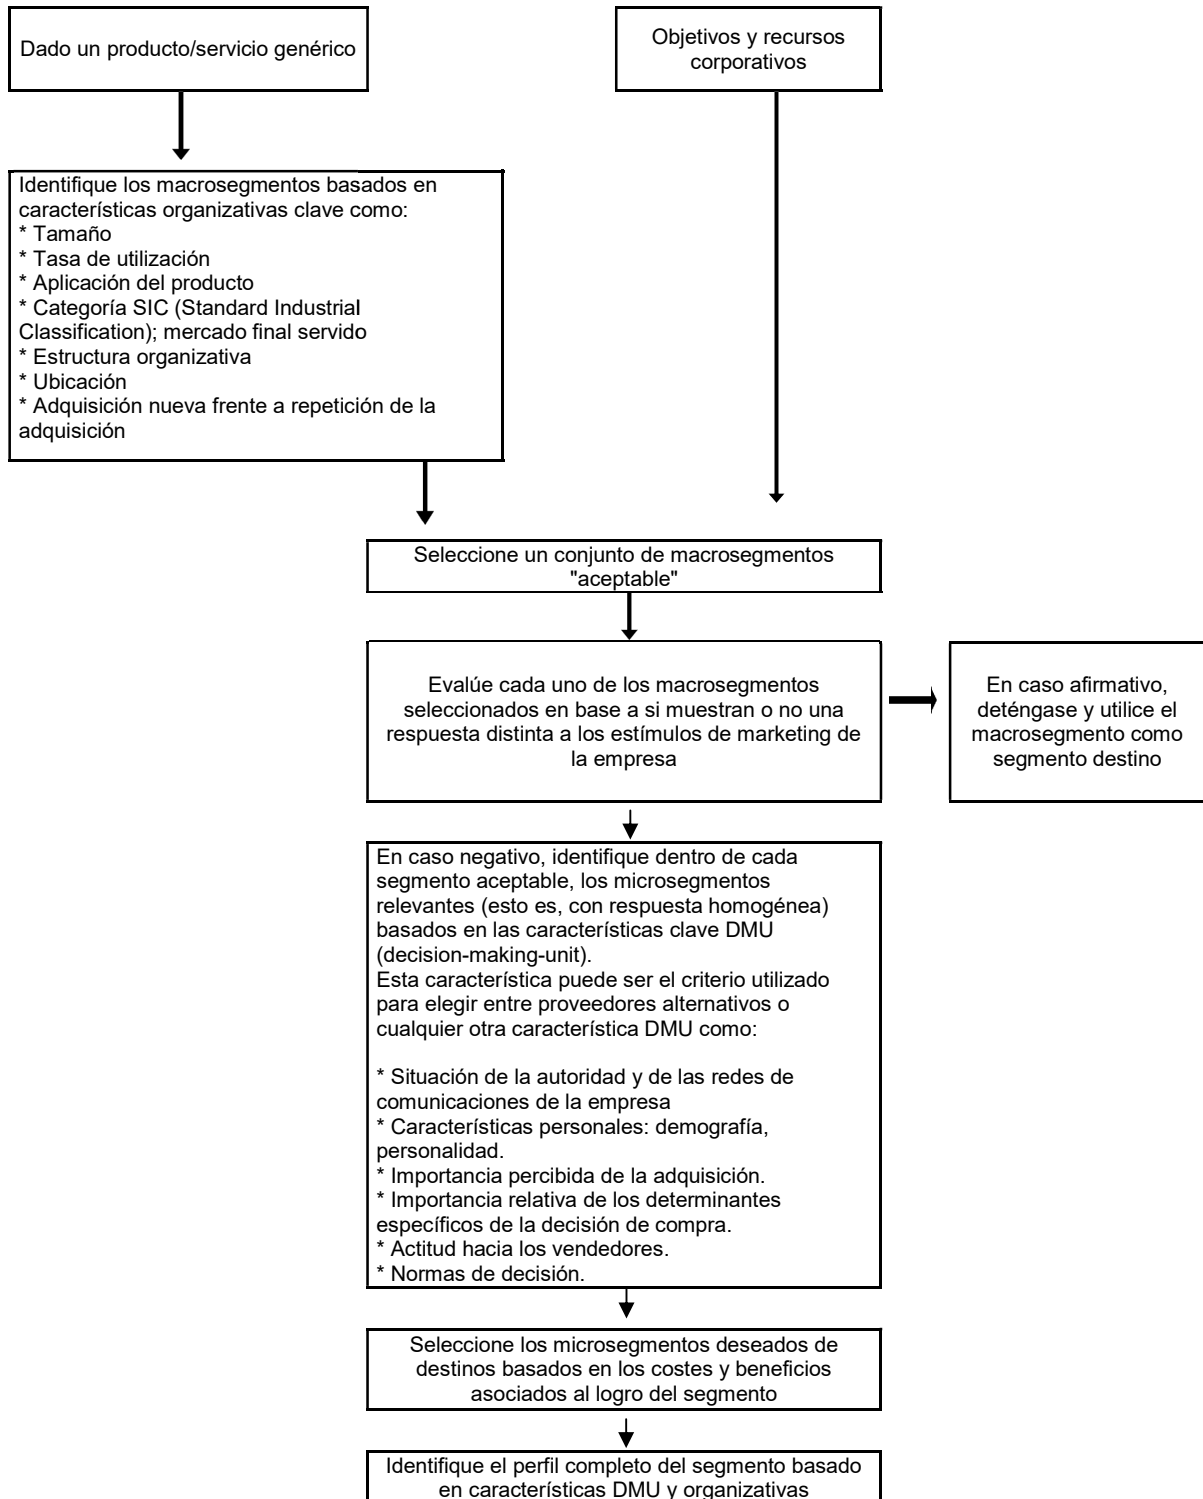 Dado un producto/servicio genérico
Objetivos y recursos
corporativos
Identifique los macrosegmentos basados en
características organizativas clave como:
* Tamaño
* Tasa de utilización
* Aplicación del producto
* Categoría SIC (Standard Industrial
Classification); mercado final servido
* Estructura organizativa
* Ubicación
* Adquisición nueva frente a repetición de la
adquisición
Seleccione un conjunto de macrosegmentos
"aceptable"
Evalúe cada uno de los macrosegmentos
seleccionados en base a si muestran o no una
respuesta distinta a los estímulos de marketing de
la empresa
En caso afirmativo,
deténgase y utilice el
macrosegmento como
segmento destino
En caso negativo, identifique dentro de cada
segmento aceptable, los microsegmentos
relevantes (esto es, con respuesta homogénea)
basados en las características clave DMU
(decision-making-unit).
Esta característica puede ser el criterio utilizado
para elegir entre proveedores alternativos o
cualquier otra característica DMU como:
* Situación de la autoridad y de las redes de
comunicaciones de la empresa
* Características personales: demografía,
personalidad.
* Importancia percibida de la adquisición.
* Importancia relativa de los determinantes
específicos de la decisión de compra.
* Actitud hacia los vendedores.
* Normas de decisión.
Seleccione los microsegmentos deseados de
destinos basados en los costes y beneficios
asociados al logro del segmento
Identifique el perfil completo del segmento basado
en características DMU y organizativas